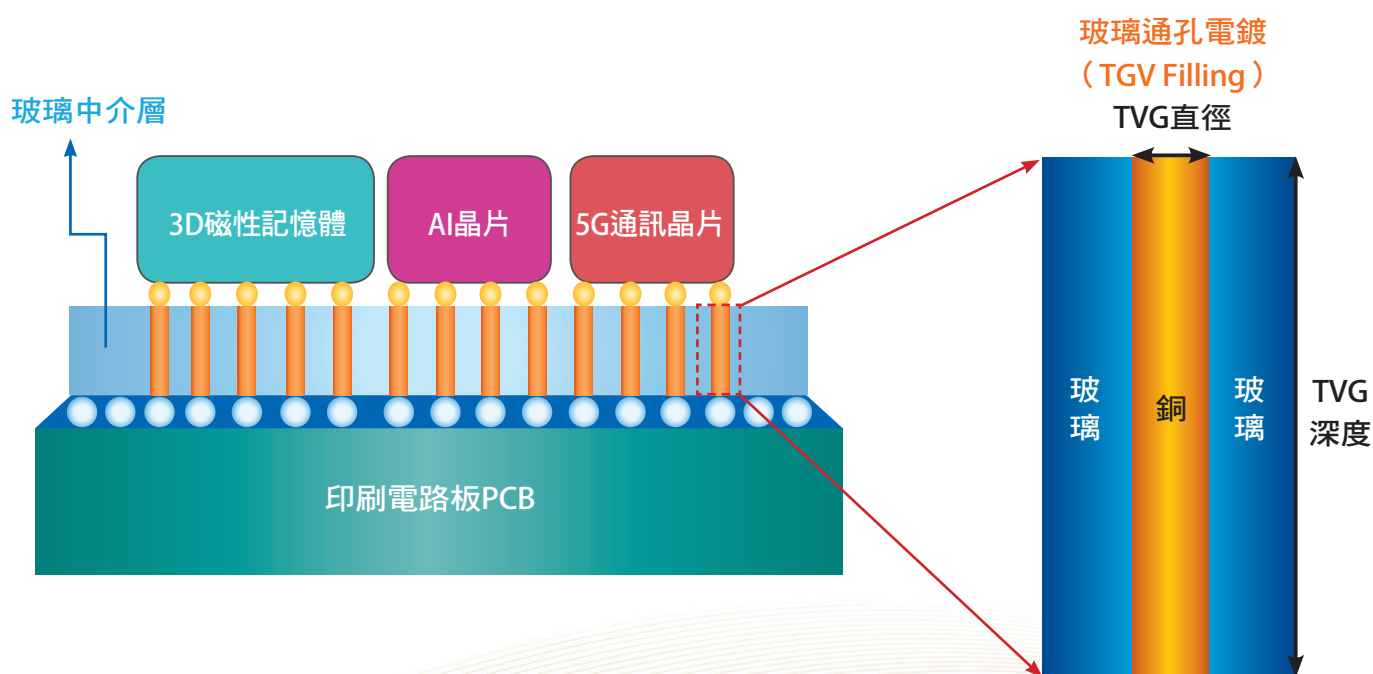 玻璃通孔電鍍
（TGV Filling）
TVG直徑
玻璃中介層
3D磁性記憶體
AI晶片
5G通訊晶片
玻璃
銅
玻璃
TVG
深度
印刷電路板PCB